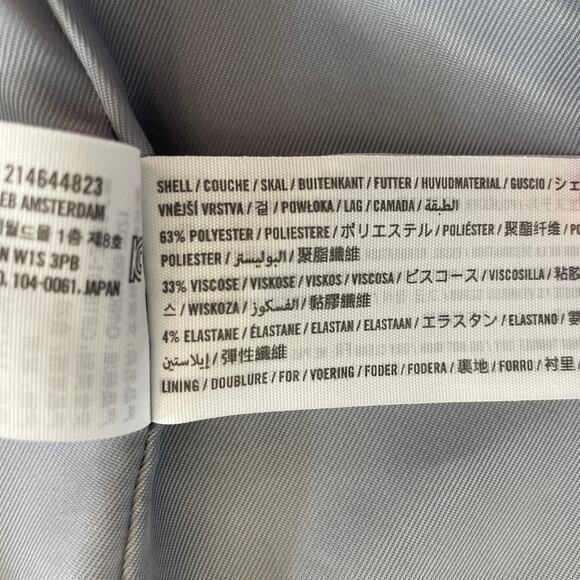 214644823
EB AMSTERDAM
월드몰 1층 제8호
N W1S 3PB
104-0061. JAPAN
SHELL / COUCHE / SKAL / BUITENKANT / FUTTER / HUVUDMATERIAL / GUSCIO / シェ
VNĚJŠÍ VRSTVA / 겉 / POWŁOKA / LAG / CAMADA / الطبقة /
63% POLYESTER / POLIESTERE / ポリエステル / POLIÉSTER / 聚酯纤维 / PO
POLIESTER / البوليستر / 聚酯纖維
33% VISCOSE / VISKOSE / VISKOS / VISCOSA / ビスコース / VISCOSILLA / 粘胶
스 / WISKOZA / الفسكوز / 黏膠纖維
4% ELASTANE / ÉLASTANE / ELASTAN / ELASTAAN / エラスタン / ELASTANO / 氨
إيلاستين / 彈性纖維
LINING / DOUBLURE / FOR / VOERING / FODER / FODERA / 裏地 / FORRO / 衬里 /